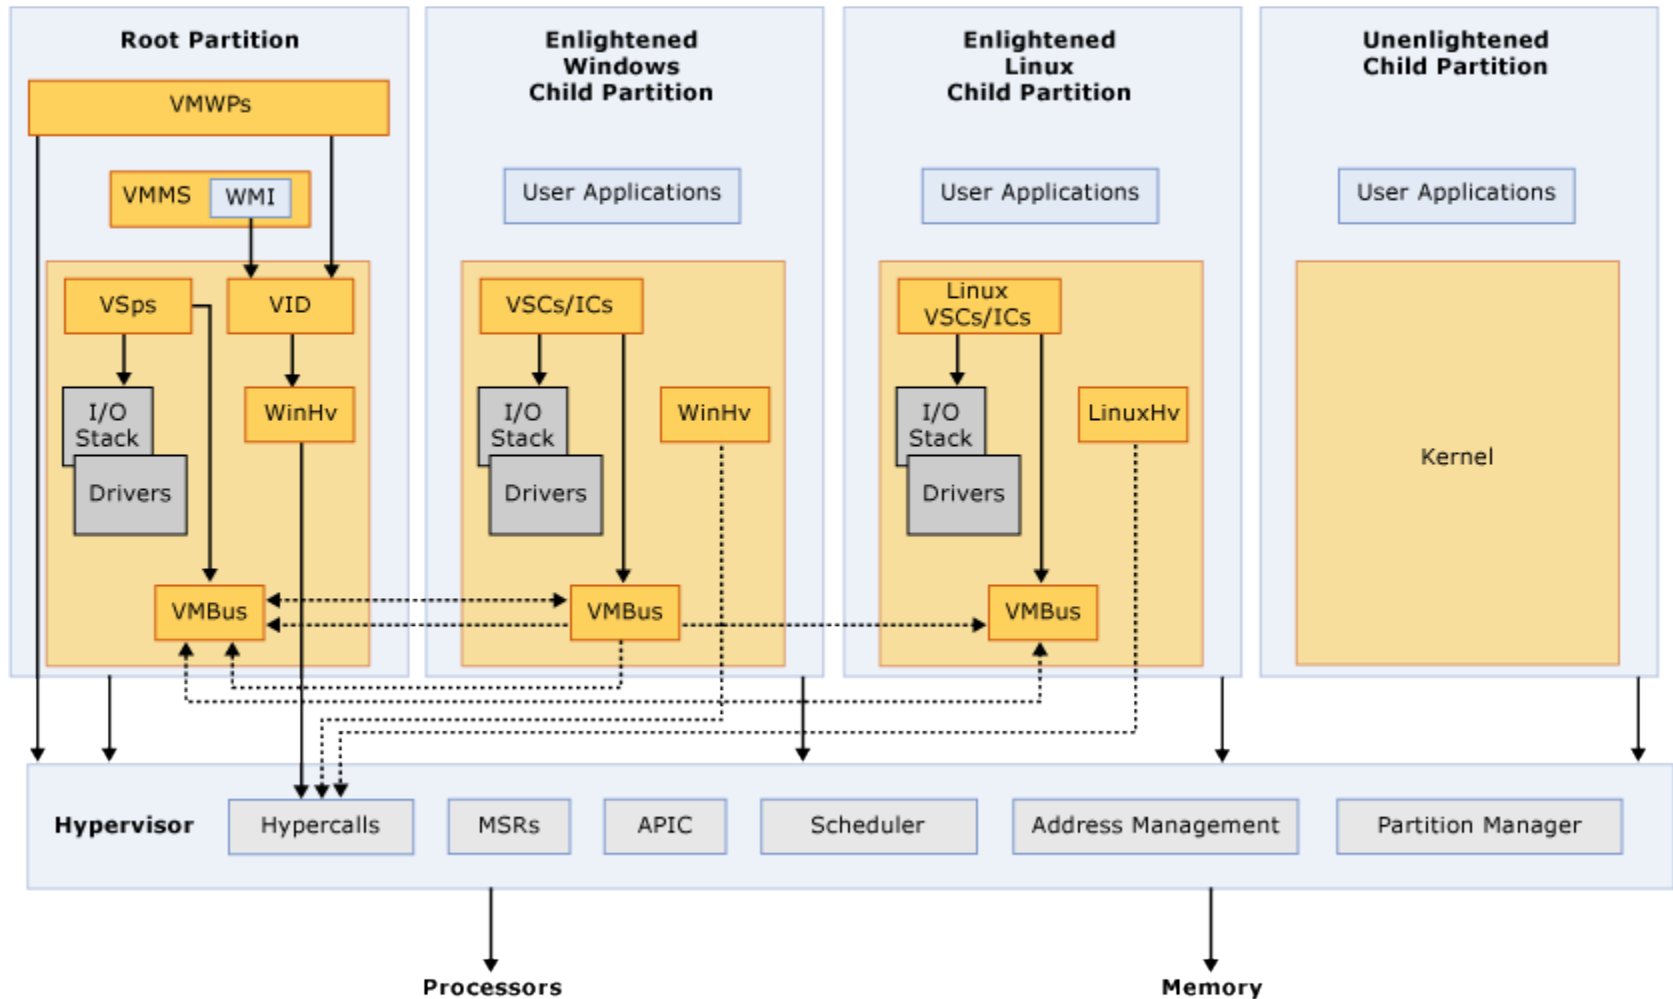 Root Partition
VMWPs
VMMS
WMI
VSps
VID
I/O
Stack
WinHv
Drivers
VMBus
Enlightened
Windows
Child Partition
User Applications
VSCs/ICs
I/O
Stack
WinHv
Drivers
VMBus
Enlightened
Linux
Child Partition
User Applications
Linux
VSCs/ICs
I/O
Stack
LinuxHv
Drivers
VMBus
Unenlightened
Child Partition
User Applications
Kernel
Hypervisor
Hypercalls
MSRs
APIC
Scheduler
Address Management
Partition Manager
Processors
Memory